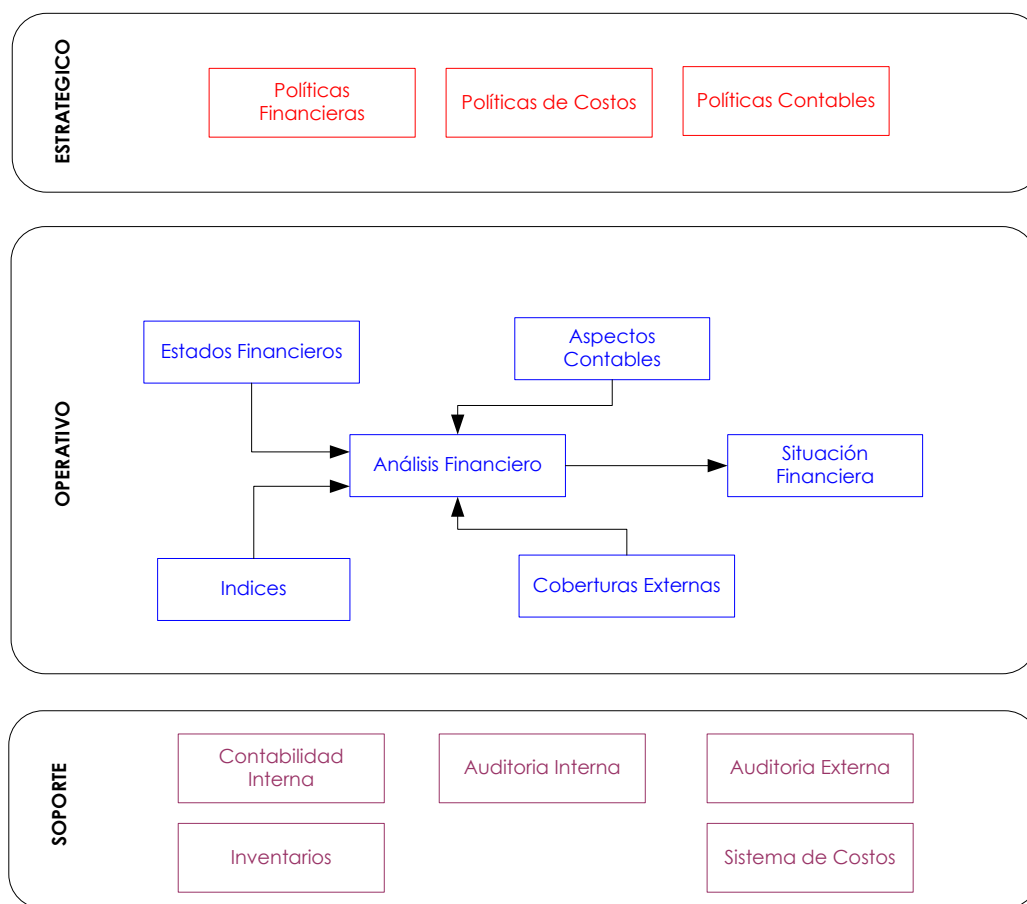 ESTRATEGICO
Políticas
Financieras
Políticas de Costos
Políticas Contables
OPERATIVO
Estados Financieros
Aspectos
Contables
Análisis Financiero
Situación
Financiera
Indices
Coberturas Externas
SOPORTE
Contabilidad
Interna
Auditoria Interna
Auditoria Externa
Inventarios
Sistema de Costos